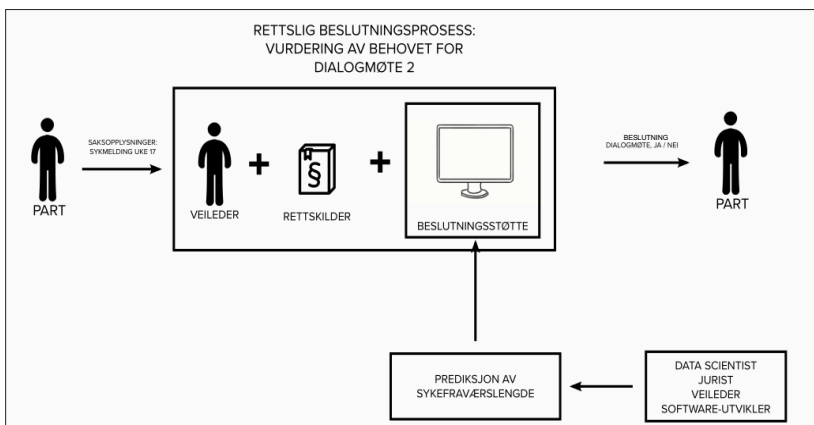 RETTSLIG BESLUTNINGSPROSESS:
VURDERING AV BEHOVET FOR
DIALOGMØTE 2
PART
SAKSOPPLYSNINGER:
SYKMELDING UKE 17
+
+
§
VEILEDER
RETTSKILDER
BESLUTNINGSSTØTTE
BESLUTNING
DIALOGMØTE, JA / NEI
PART
PREDIKSJON AV
SYKEFRAVÆRSLENGDE
DATA SCIENTIST
JURIST
VEILEDER
SOFTWARE-UTVIKLER